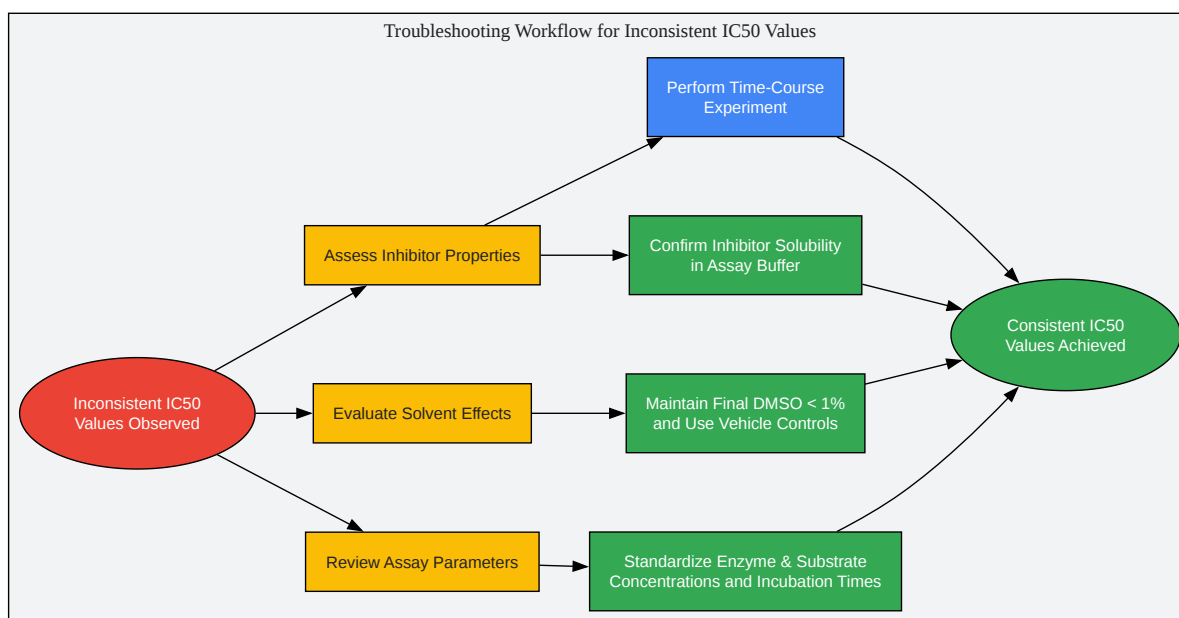 Troubleshooting Workflow for Inconsistent IC50 Values
Perform Time-Course
Experiment
Assess Inhibitor Properties
Confirm Inhibitor Solubility
in Assay Buffer
Consistent IC50
Values Achieved
Inconsistent IC50
Values Observed
Evaluate Solvent Effects
Maintain Final DMSO < 1%
and Use Vehicle Controls
Review Assay Parameters
Standardize Enzyme & Substrate
Concentrations and Incubation Times